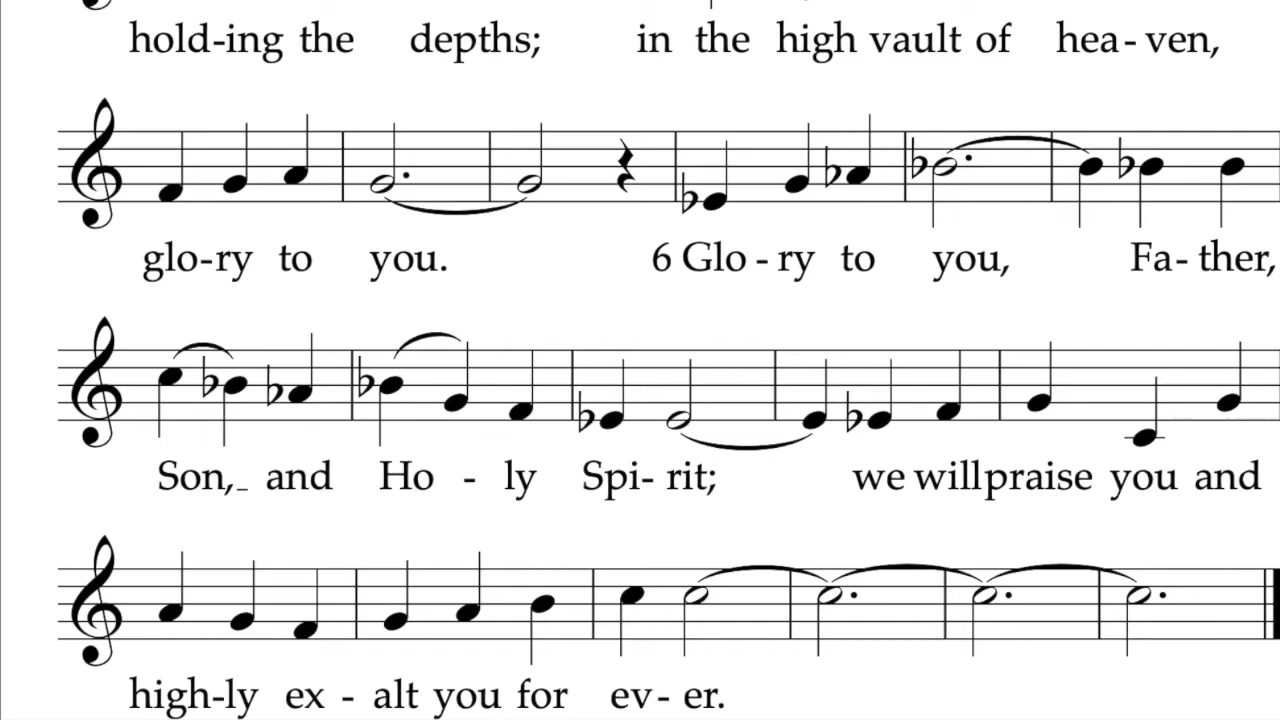 hold-ing the depths; in the high vault of hea-ven,
glo-ry to you. 6 Glo-ry to you, Fa-ther,
Son,_ and Ho-ly Spi-rit; we will praise you and
high-ly ex-alt you for ev-er.